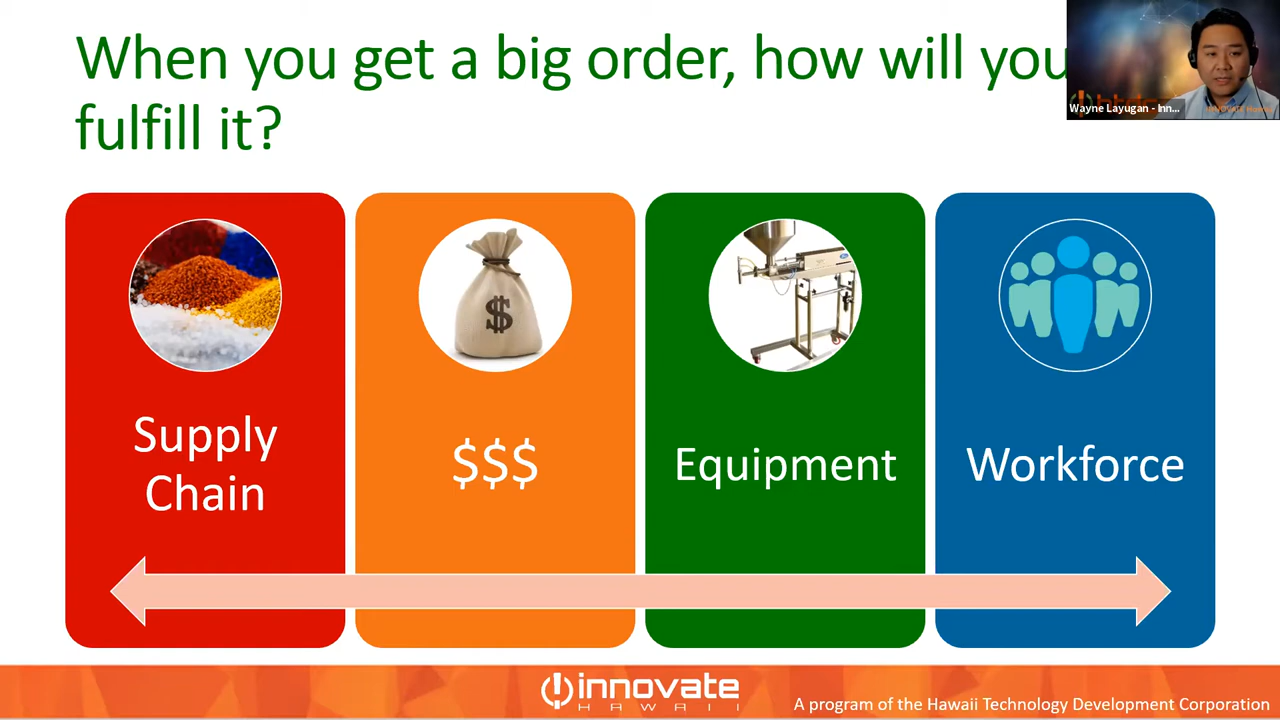 When you get a big order, how will you
fulfill it?
Wayne Layugan - Inn...
Supply
Chain
$
$$$
Equipment
Workforce
innovate
HAWAII
A program of the Hawaii Technology Development Corporation